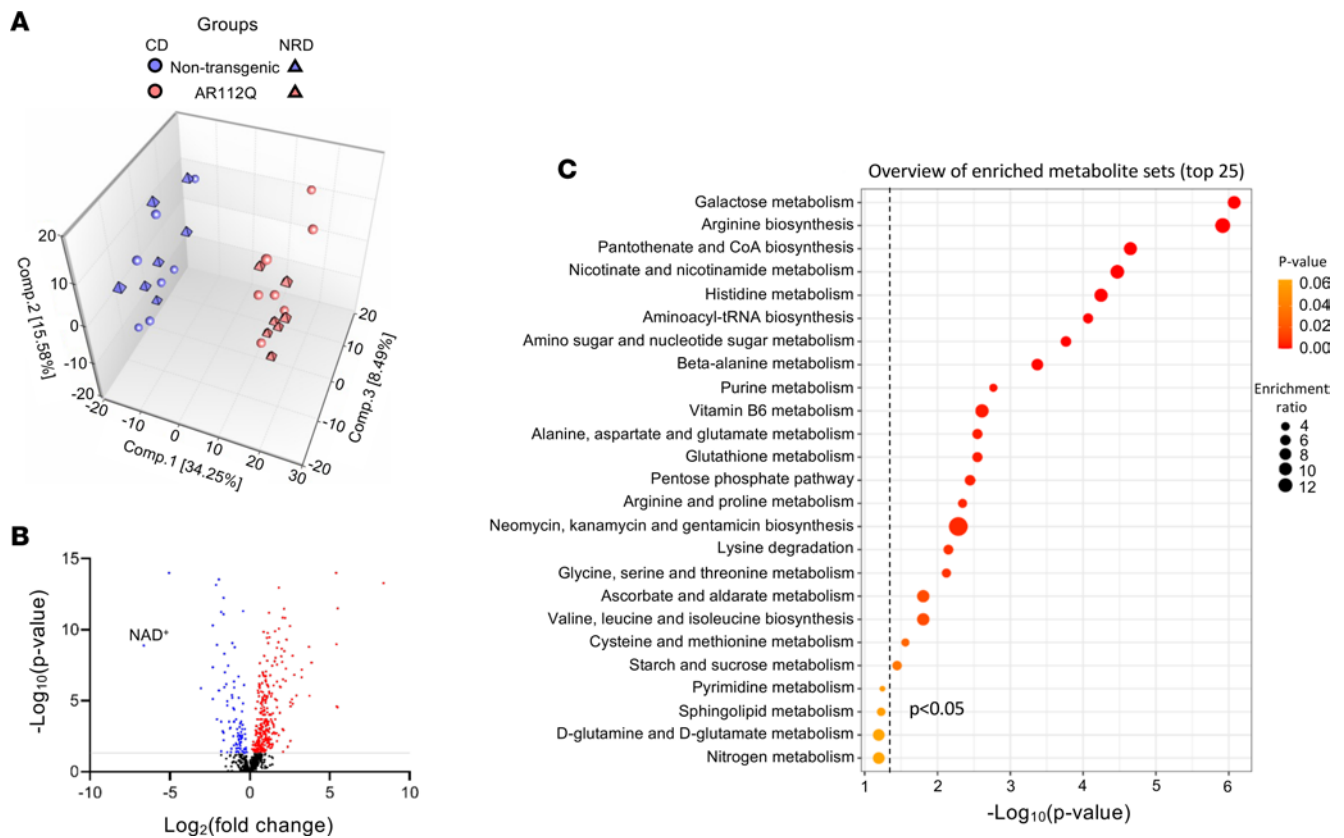 A
Groups
CD NRD
Non-transgenic
AR112Q
20
10
0
-10
-20
Comp.2 [15.58%]
-20
-10
0
10
20
30
Comp.1 [34.25%]
20
10
0
-10
-20
Comp.3 [8.49%]
B
15
10
5
0
-Log10(p-value)
NAD+
-10 -5 0 5 10
Log2(fold change)
C
Overview of enriched metabolite sets (top 25)
Galactose metabolism
Arginine biosynthesis
Pantothenate and CoA biosynthesis
Nicotinate and nicotinamide metabolism
Histidine metabolism
Aminoacyl-tRNA biosynthesis
Amino sugar and nucleotide sugar metabolism
Beta-alanine metabolism
Purine metabolism
Vitamin B6 metabolism
Alanine, aspartate and glutamate metabolism
Glutathione metabolism
Pentose phosphate pathway
Arginine and proline metabolism
Neomycin, kanamycin and gentamicin biosynthesis
Lysine degradation
Glycine, serine and threonine metabolism
Ascorbate and aldarate metabolism
Valine, leucine and isoleucine biosynthesis
Cysteine and methionine metabolism
Starch and sucrose metabolism
Pyrimidine metabolism
Sphingolipid metabolism
D-glutamine and D-glutamate metabolism
Nitrogen metabolism
p<0.05
1 2 3 4 5 6
-Log10(p-value)
P-value
0.06
0.04
0.02
0.00
Enrichment
ratio
4
6
8
10
12